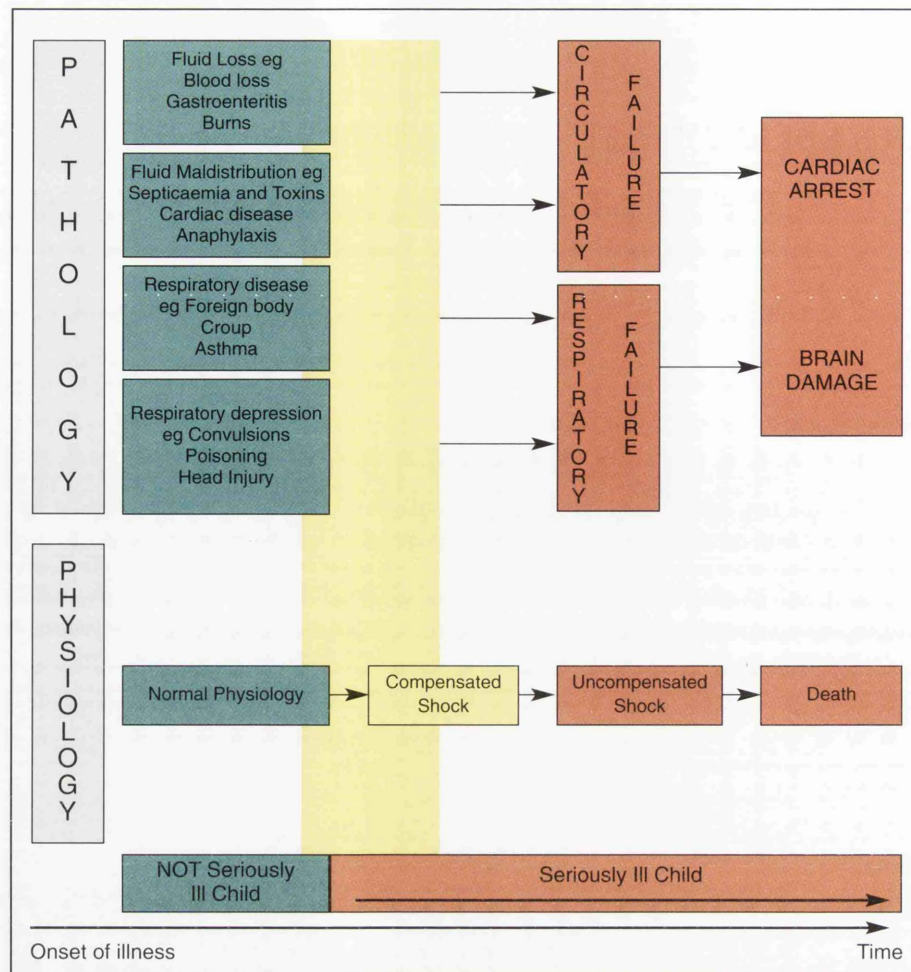 PATHOLOGY
Fluid Loss eg
Blood loss
Gastroenteritis
Burns
Fluid Maldistribution eg
Septicaemia and Toxins
Cardiac disease
Anaphylaxis
Respiratory disease
eg Foreign body
Croup
Asthma
Respiratory depression
eg Convulsions
Poisoning
Head Injury
CIRCULATORY
FAILURE
RESPIRATORY
FAILURE
CARDIAC
ARREST
BRAIN
DAMAGE
PHYSIOLOGY
Normal Physiology
Compensated
Shock
Uncompensated
Shock
Death
NOT Seriously
Ill Child
Seriously Ill Child
Onset of illness
Time